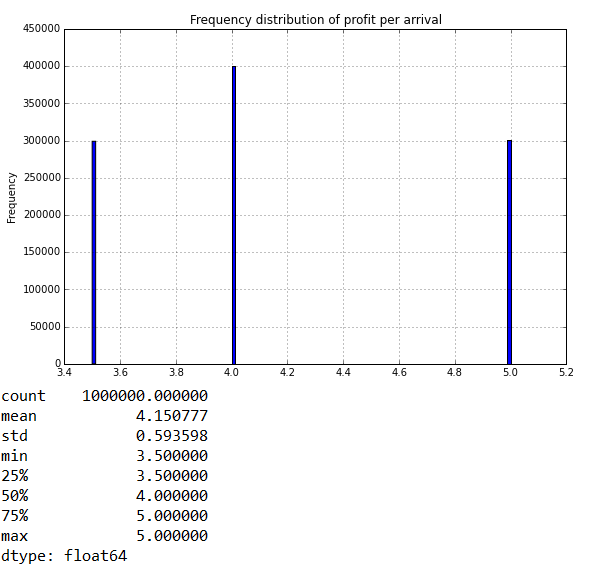 Frequency distribution of profit per arrival
450000
400000
350000
300000
250000
200000
150000
100000
50000
0
Frequency
3.4 3.6 3.8 4.0 4.2 4.4 4.6 4.8 5.0 5.2
count 1000000.000000
mean 4.150777
std 0.593598
min 3.500000
25% 3.500000
50% 4.000000
75% 5.000000
max 5.000000
dtype: float64